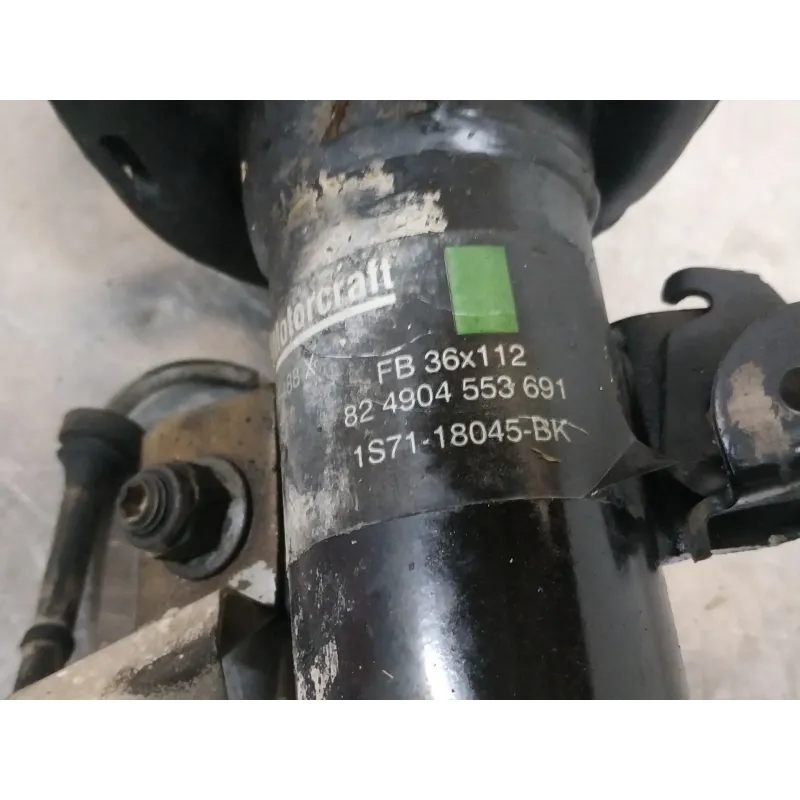 Motorcraft
FB 36x112
82 4904 553 691
1S71-18045-BK